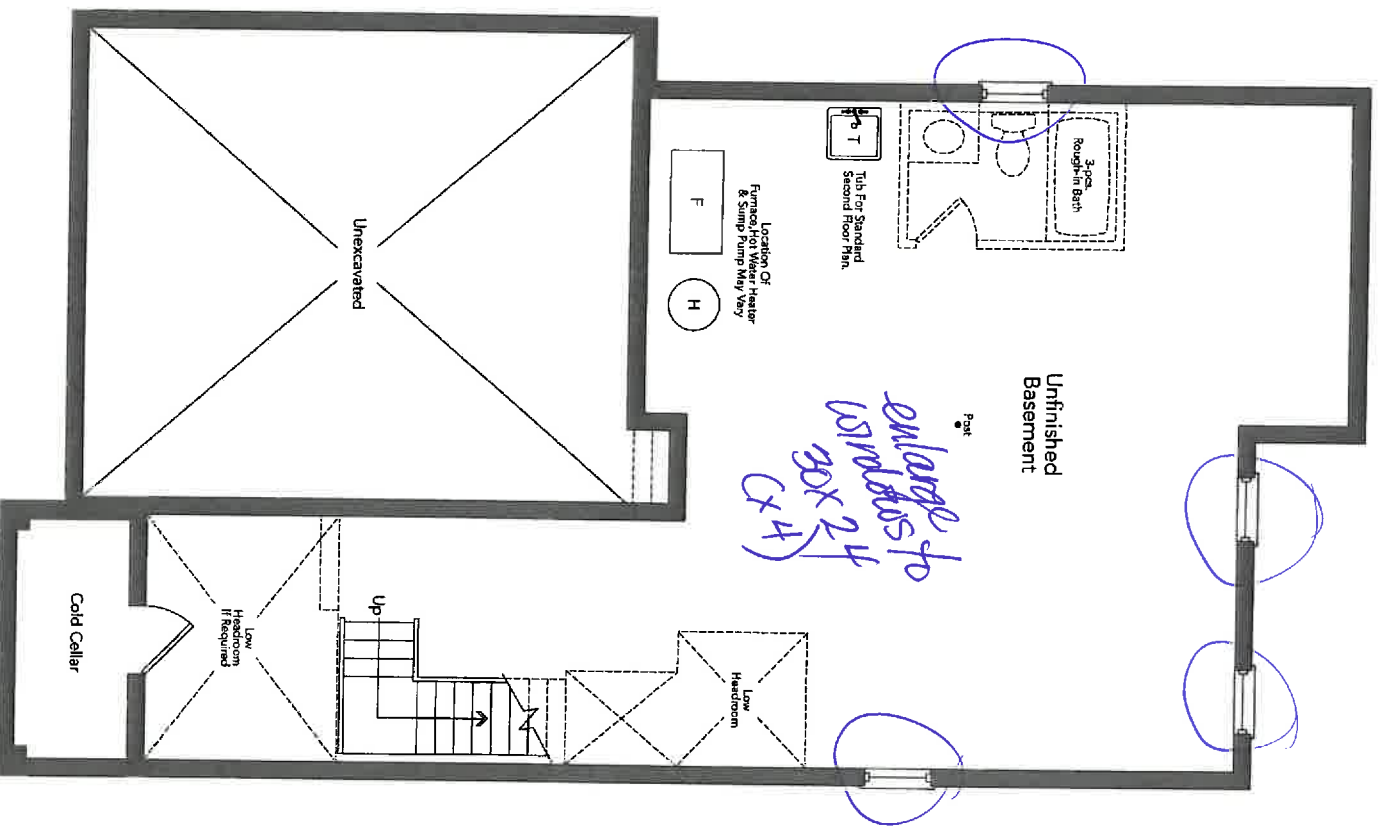 3-pcs.
Rough-in Bath
T
Tub For Standard
Second Floor Plan.
Location Of
Furnace,Hot Water Heater
& Sump Pump May Vary
F
H
Unexcavated
Unfinished
Basement
Post
enlarge
windows to
30x24
(x4)
Up
Low
Headroom
Low
Headroom
If Required
Cold Cellar